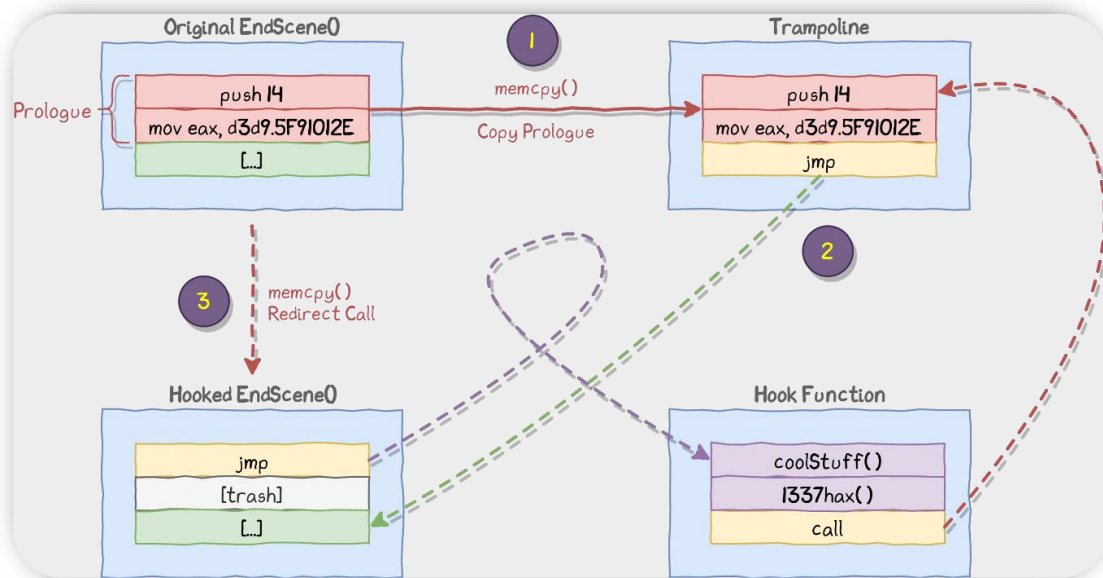 Original EndScene()
Prologue
push 14
mov eax, d3d9.5F91012E
[...]
1
memcpy()
Copy Prologue
Trampoline
push 14
mov eax, d3d9.5F91012E
jmp
2
3
memcpy()
Redirect Call
Hooked EndScene()
jmp
[trash]
[...]
Hook Function
coolStuff()
1337hax()
call